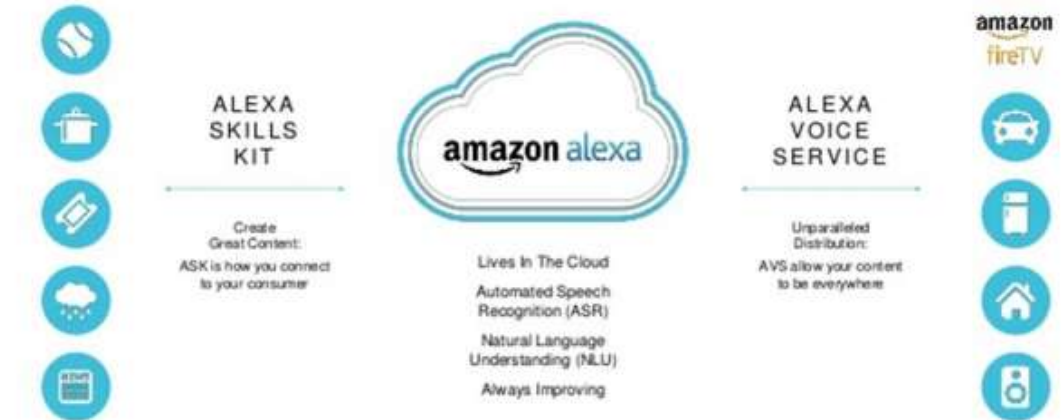 ALEXA
SKILLS
KIT
Create
Great Content:
ASK is how you connect
to your consumer
amazon alexa
Lives In The Cloud
Automated Speech
Recognition (ASR)
Natural Language
Understanding (NLU)
Always Improving
ALEXA
VOICE
SERVICE
Unparalleled
Distribution:
AVS allow your content
to be everywhere
amazon
fireTV